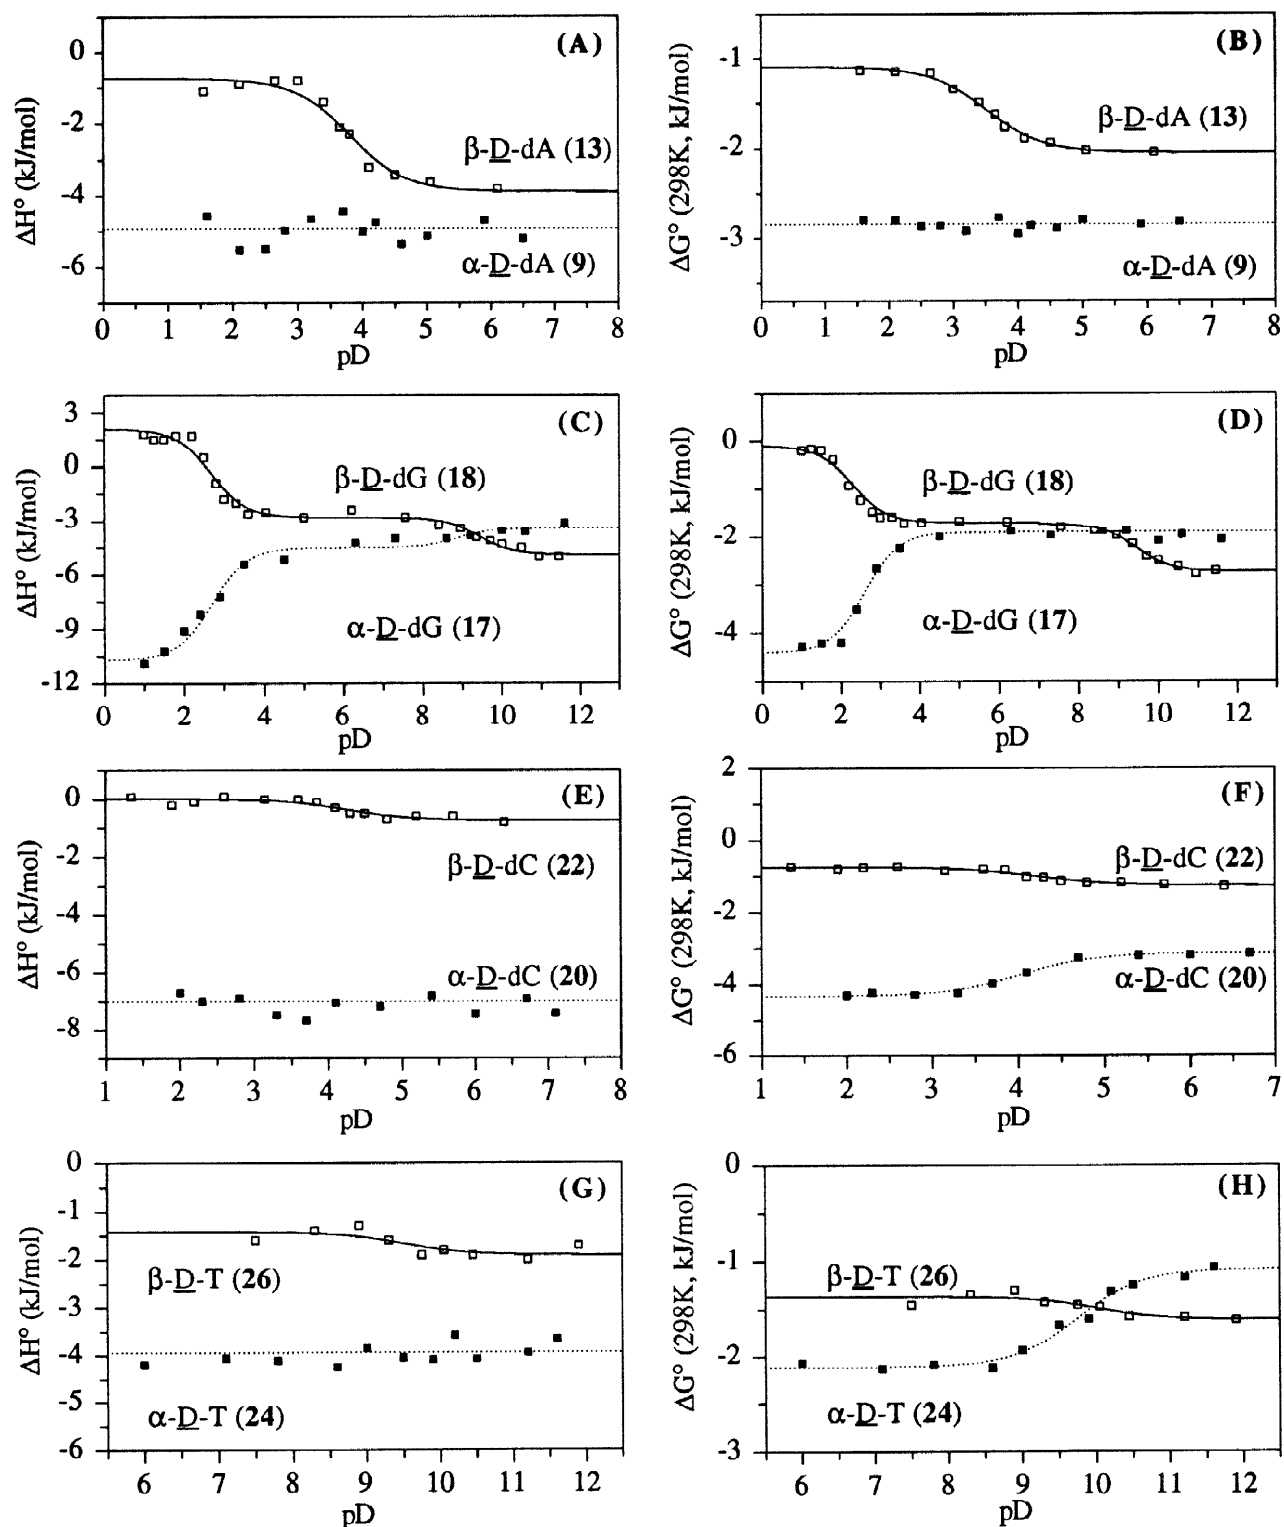 (A)
ΔH° (kJ/mol)
0
-2
-4
-6
β-D-dA (13)
α-D-dA (9)
0 1 2 3 4 5 6 7 8
pD
(B)
ΔG° (298K, kJ/mol)
-1
-2
-3
β-D-dA (13)
α-D-dA (9)
0 1 2 3 4 5 6 7 8
pD
(C)
ΔH° (kJ/mol)
3
0
-3
-6
-9
-12
β-D-dG (18)
α-D-dG (17)
0 2 4 6 8 10 12
pD
(D)
ΔG° (298K, kJ/mol)
0
-2
-4
β-D-dG (18)
α-D-dG (17)
0 2 4 6 8 10 12
pD
(E)
ΔH° (kJ/mol)
0
-2
-4
-6
-8
β-D-dC (22)
α-D-dC (20)
1 2 3 4 5 6 7 8
pD
(F)
ΔG° (298K, kJ/mol)
2
0
-2
-4
-6
β-D-dC (22)
α-D-dC (20)
1 2 3 4 5 6 7
pD
(G)
ΔH° (kJ/mol)
0
-1
-2
-3
-4
-5
-6
β-D-T (26)
α-D-T (24)
6 7 8 9 10 11 12
pD
(H)
ΔG° (298K, kJ/mol)
0
-1
-2
-3
β-D-T (26)
α-D-T (24)
6 7 8 9 10 11 12
pD